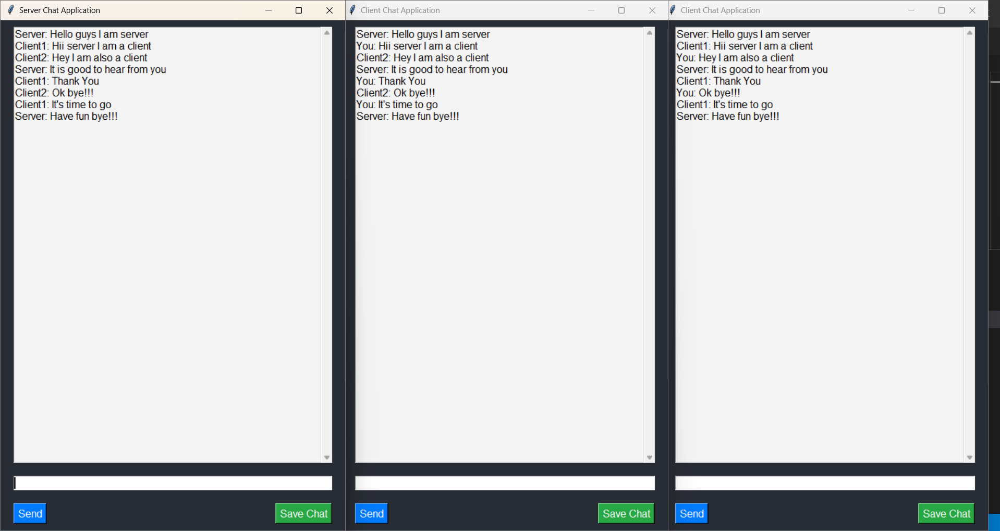 Server Chat Application
Server: Hello guys I am server
Client1: Hii server I am a client
Client2: Hey I am also a client
Server: It is good to hear from you
Client1: Thank You
Client2: Ok bye!!!
Client1: It's time to go
Server: Have fun bye!!!
Send
Save Chat
Client Chat Application
Server: Hello guys I am server
You: Hii server I am a client
Client2: Hey I am also a client
Server: It is good to hear from you
You: Thank You
Client2: Ok bye!!!
You: It's time to go
Server: Have fun bye!!!
Send
Save Chat
Client Chat Application
Server: Hello guys I am server
Client1: Hii server I am a client
You: Hey I am also a client
Server: It is good to hear from you
Client1: Thank You
You: Ok bye!!!
Client1: It's time to go
Server: Have fun bye!!!
Send
Save Chat